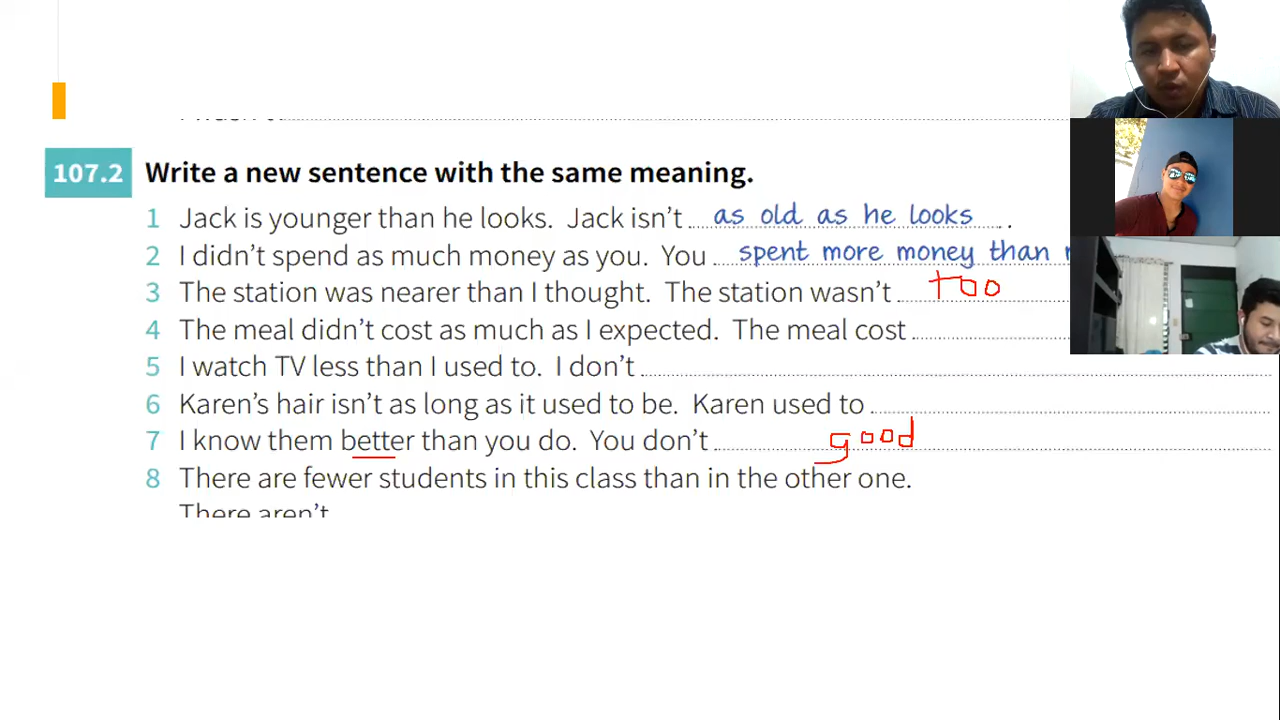 107.2 Write a new sentence with the same meaning.
1 Jack is younger than he looks. Jack isn't as old as he looks .
2 I didn't spend as much money as you. You spent more money than
3 The station was nearer than I thought. The station wasn't too
4 The meal didn't cost as much as I expected. The meal cost
5 I watch TV less than I used to. I don't
6 Karen's hair isn't as long as it used to be. Karen used to
7 I know them better than you do. You don't good
8 There are fewer students in this class than in the other one.
There aren't